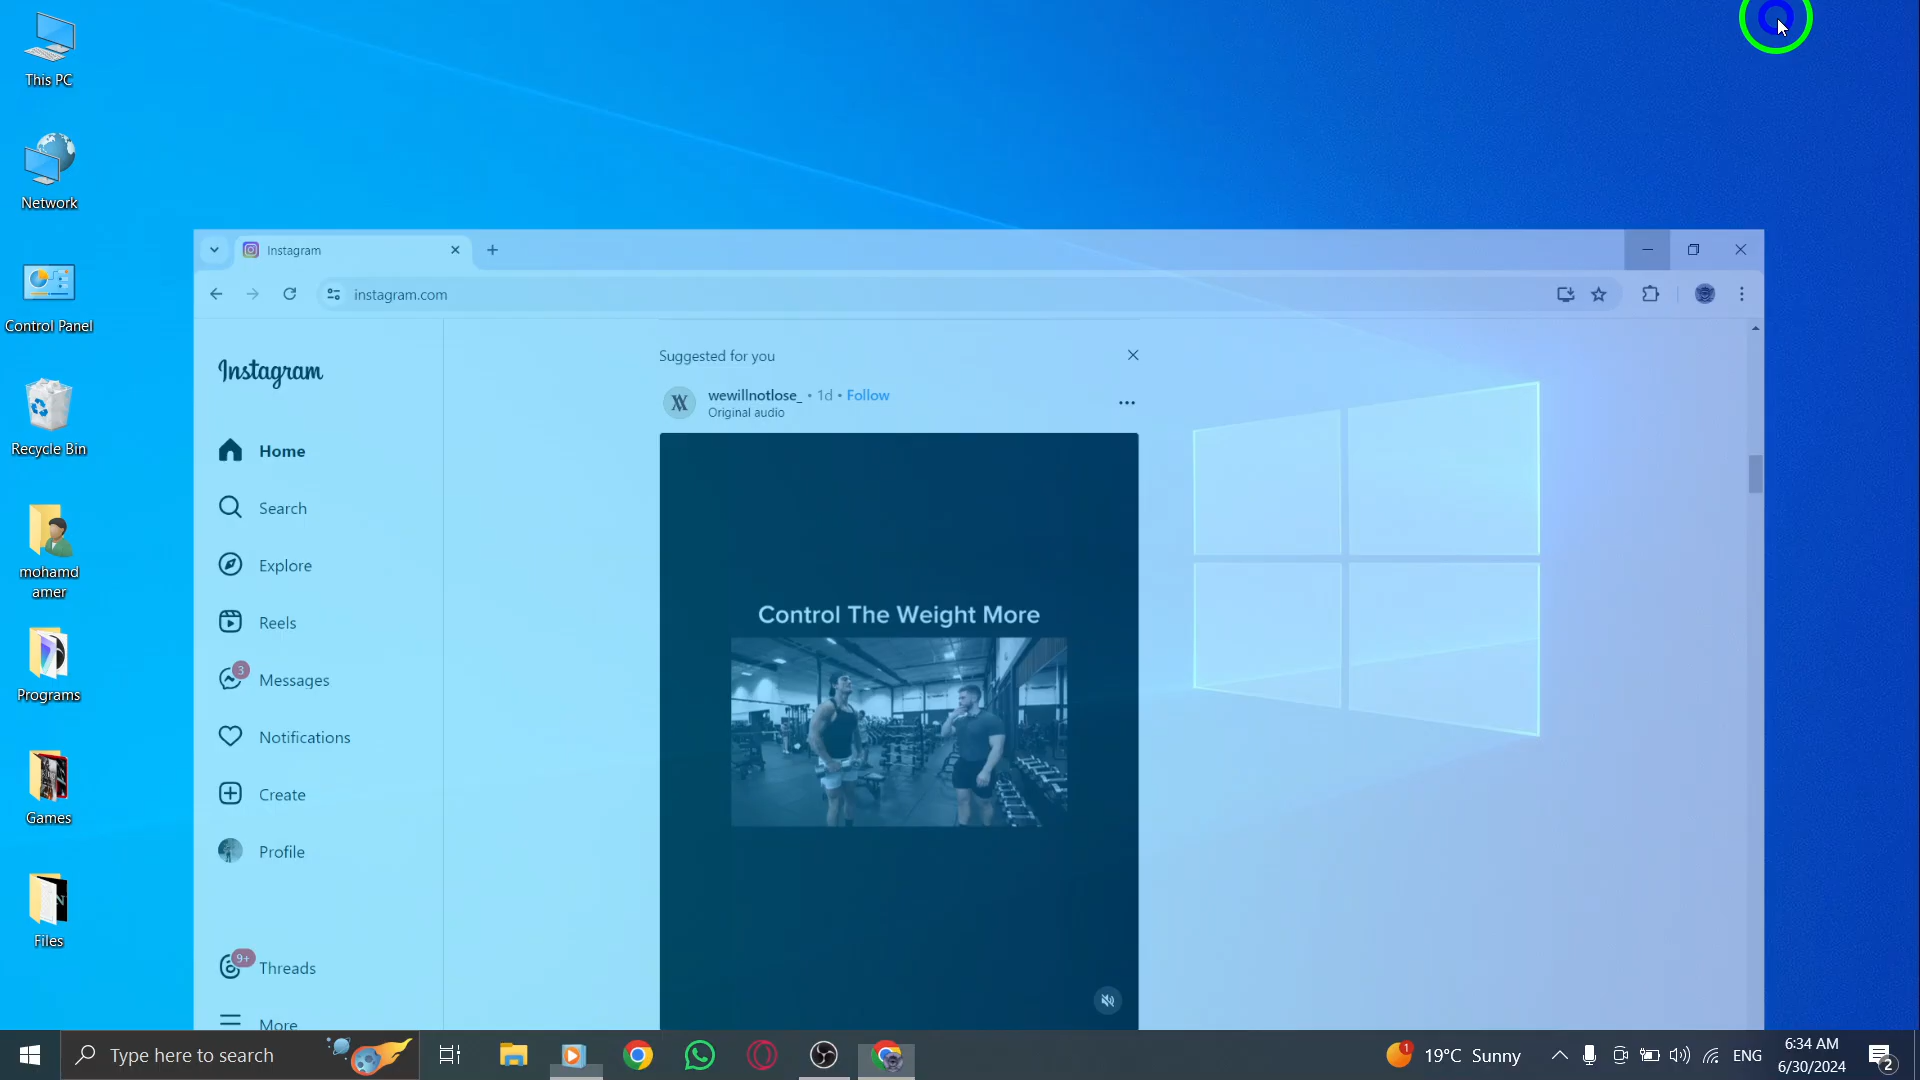 This PC
Network
Control Panel
Recycle Bin
mohamd
amer
Programs
Games
Files
Instagram
instagram.com
Instagram
Home
Search
Explore
Reels
3
Messages
Notifications
Create
Profile
9+
Threads
More
Suggested for you
wewillnotlose_ • 1d • Follow
Original audio
Control The Weight More
Type here to search
1
19°C Sunny
ENG
6:34 AM
6/30/2024
2